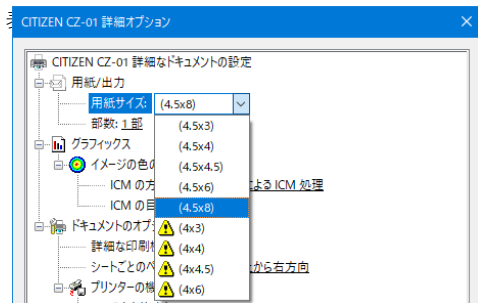 CITIZEN CZ-01 詳細オプション
CITIZEN CZ-01 詳細なドキュメントの設定
用紙/出力
用紙サイズ: (4.5x8)
部数: 1 部
(4.5x3)
グラフィックス
(4.5x4)
イメージの色の
(4.5x4.5)
ICM の方
(4.5x6)
による ICM 処理
ICM の目
(4.5x8)
ドキュメントのオプ
(4x3)
詳細な印刷
(4x4)
シートごとのペ
(4x4.5)
から右方向
プリンターの機
(4x6)